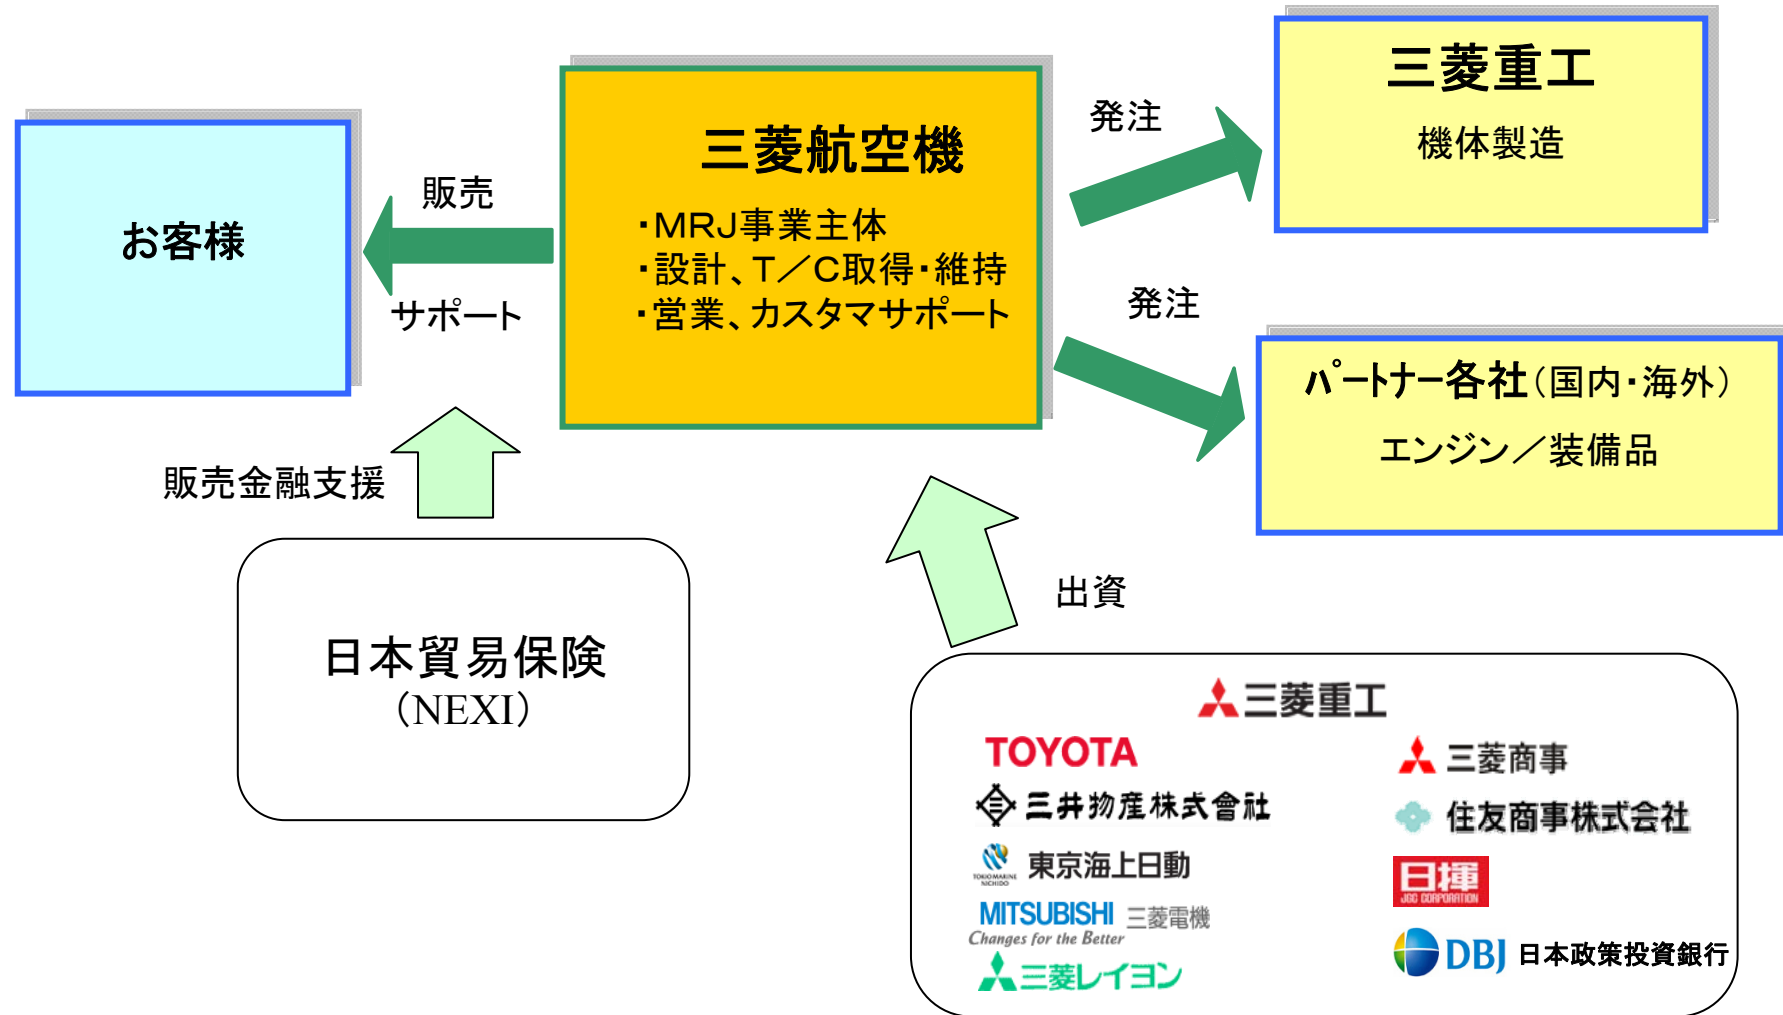 お客様
販売
サポート
三菱航空機
・MRJ事業主体
・設計、T／C取得・維持
・営業、カスタマサポート
発注
三菱重工
機体製造
発注
パートナー各社（国内・海外）
エンジン／装備品
販売金融支援
日本貿易保険
（NEXI）
出資
三菱重工
TOYOTA
三菱商事
三井物産株式會社
住友商事株式会社
TOKIO MARINE
NICHIDO
東京海上日動
日揮
JGC CORPORATION
MITSUBISHI 三菱電機
Changes for the Better
DBJ 日本政策投資銀行
三菱レイヨン